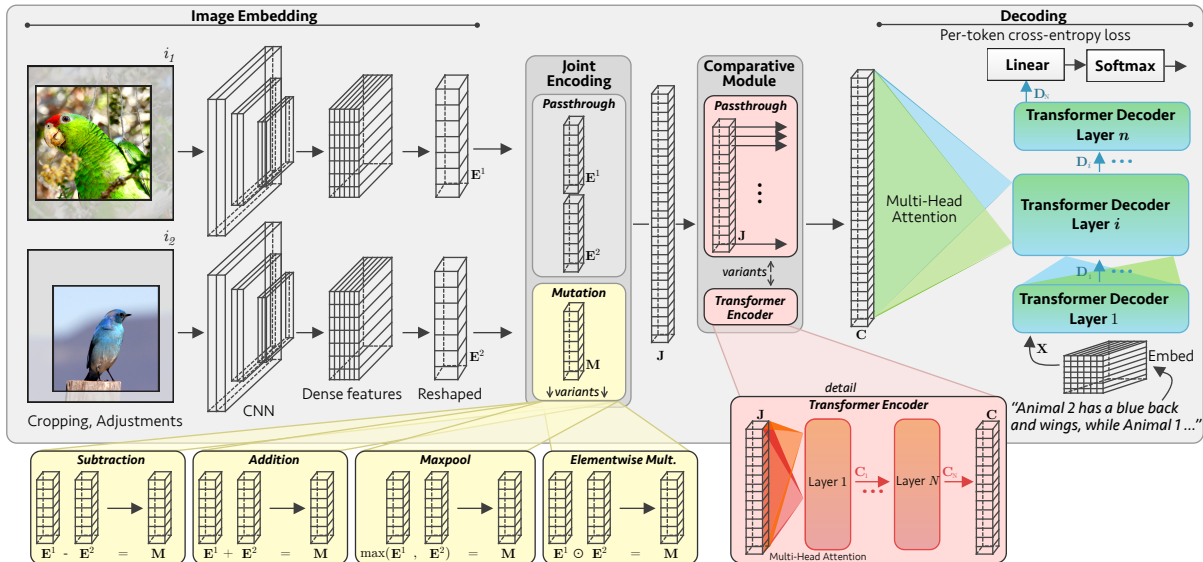 Image Embedding
Decoding
Per-token cross-entropy loss
i₁
Joint
Encoding
Passthrough
E¹
E²
Mutation
M
variants
Comparative
Module
Passthrough
J
variants
Transformer
Encoder
Linear
Softmax
Dₙ
Transformer Decoder
Layer n
Dᵢ
Transformer Decoder
Layer i
D₁
Transformer Decoder
Layer 1
Multi-Head
Attention
X
Embed
"Animal 2 has a blue back
and wings, while Animal 1 ..."
E¹
i₂
E²
J
C
Cropping, Adjustments
CNN
Dense features
Reshaped
Subtraction
E¹ - E² = M
Addition
E¹ + E² = M
Maxpool
max(E¹ , E²) = M
Elementwise Mult.
E¹ ⊙ E² = M
detail
Transformer Encoder
J
Layer 1
C₁
Layer N
Cₙ
C
Multi-Head Attention